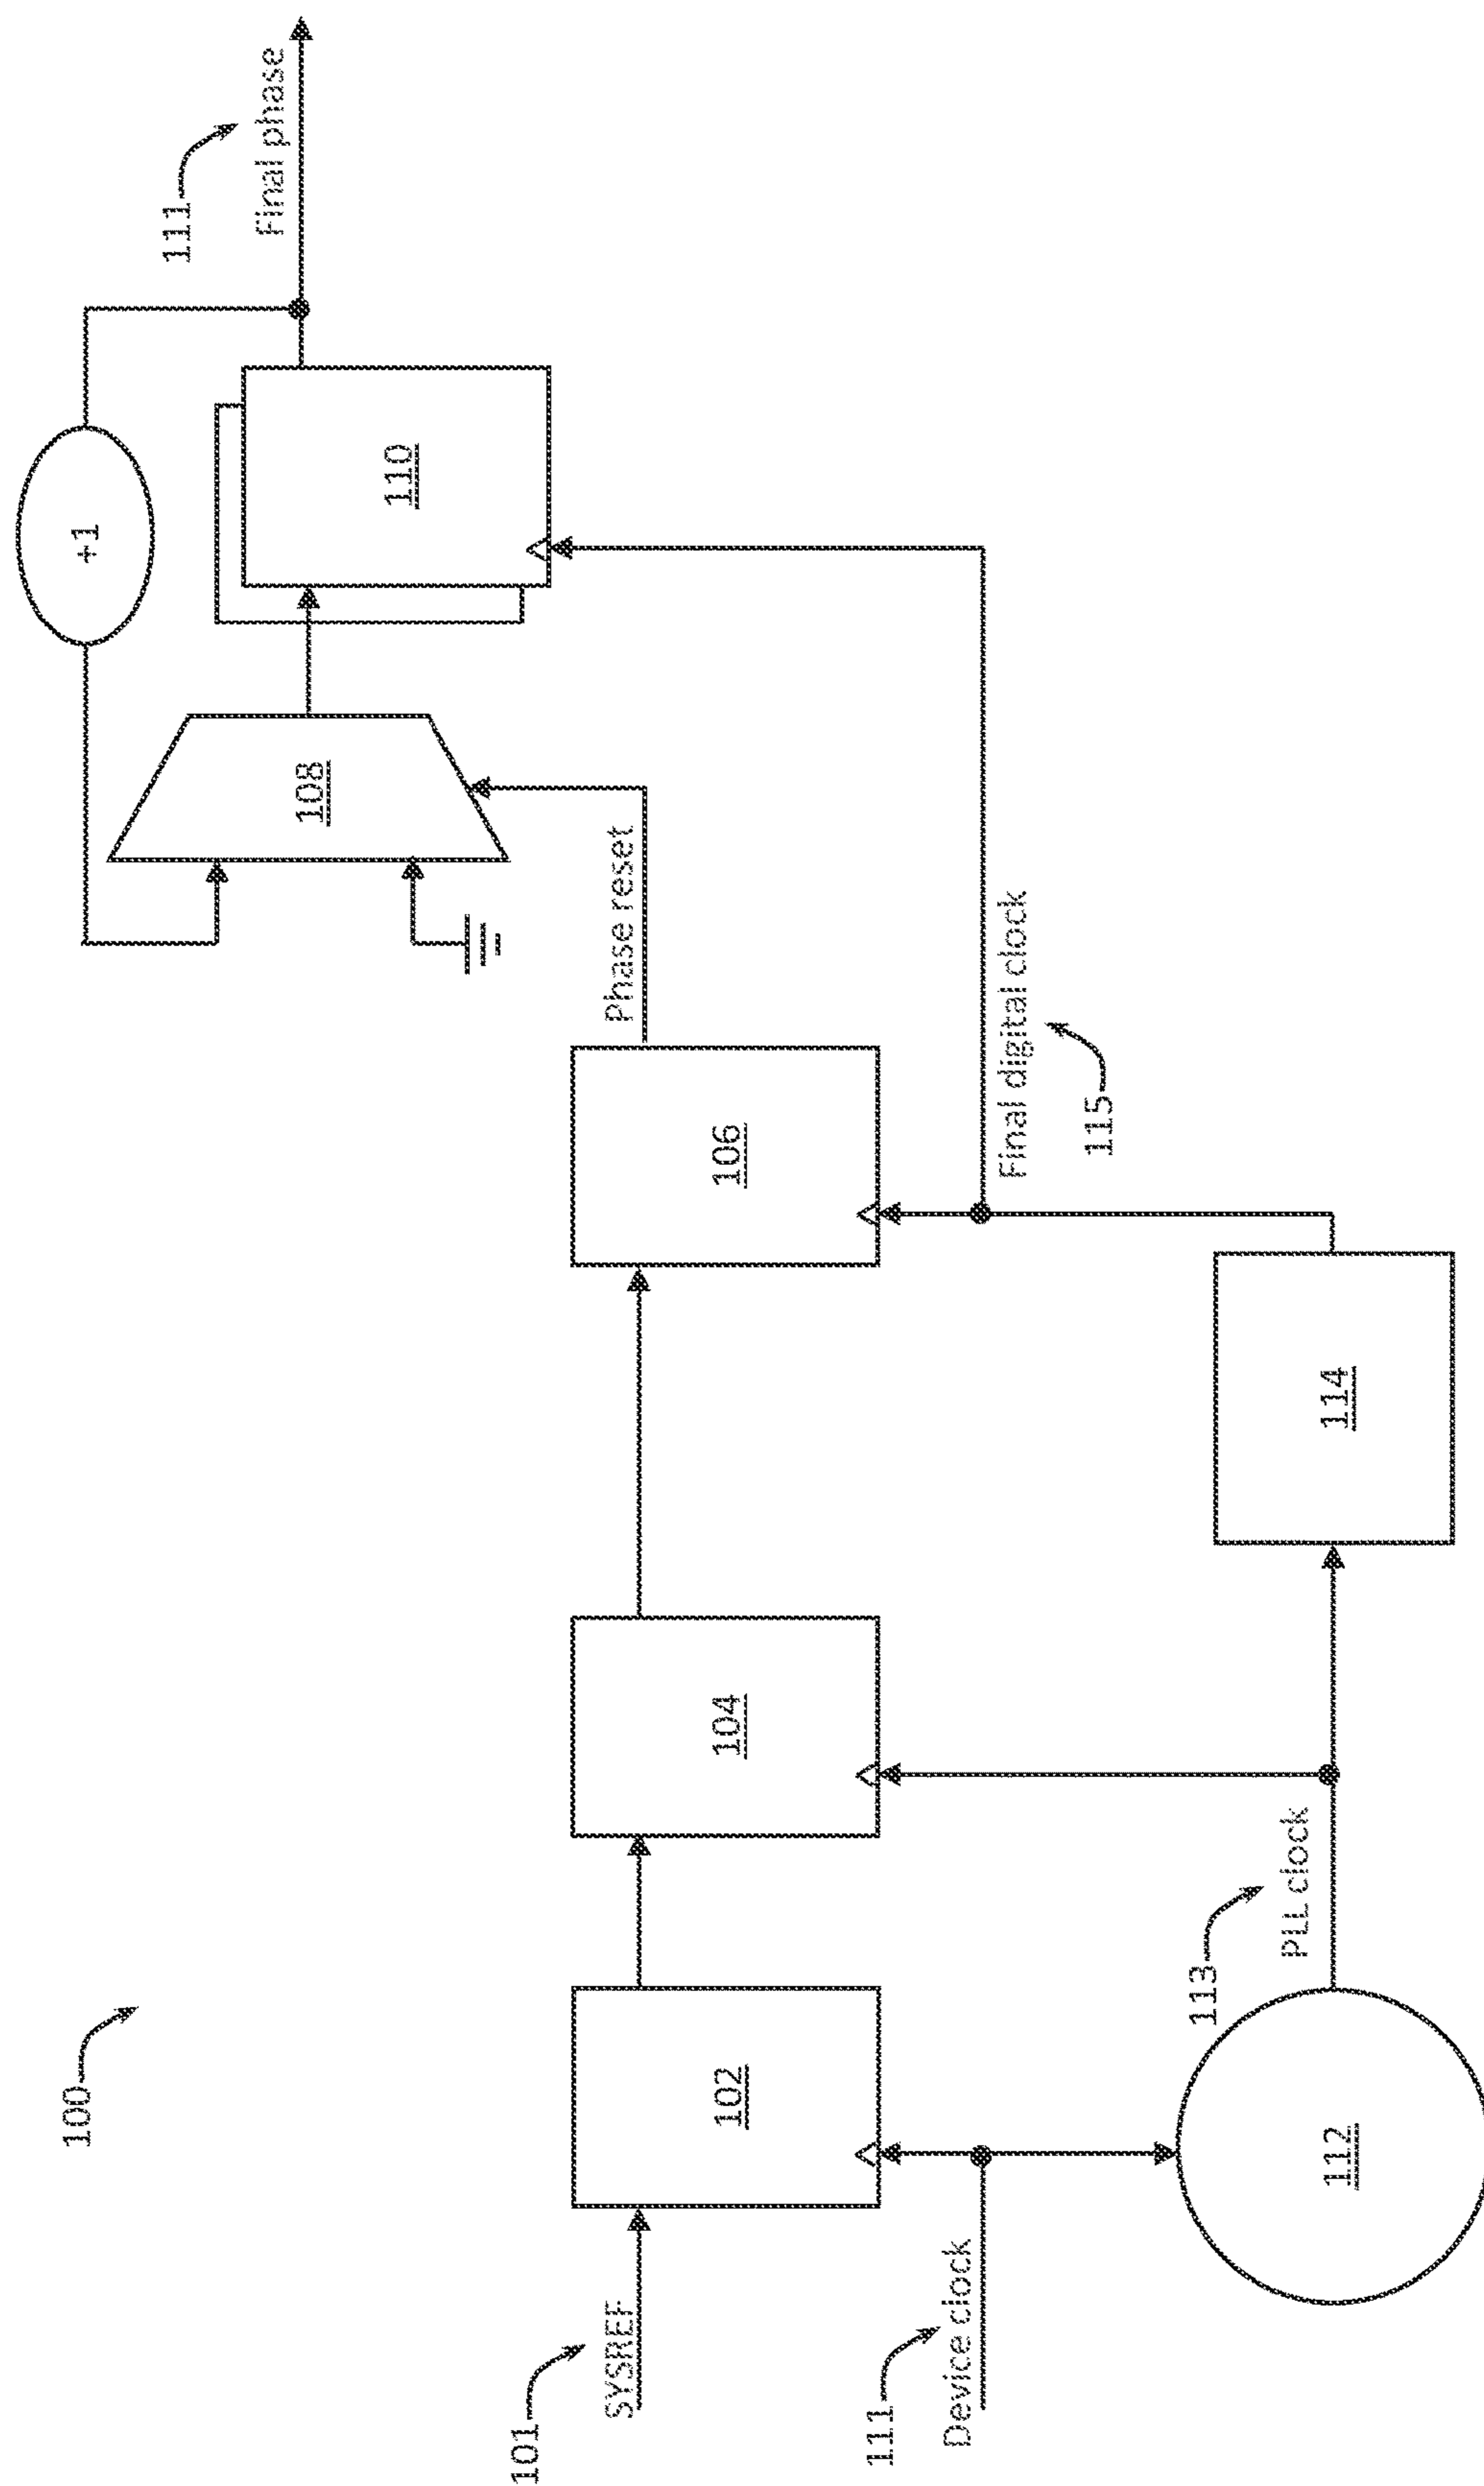 100
+1
111
Final phase
108
110
Phase reset
101
SYSREF
102
104
106
111
Device clock
Final digital clock
115
113
PLL clock
112
114